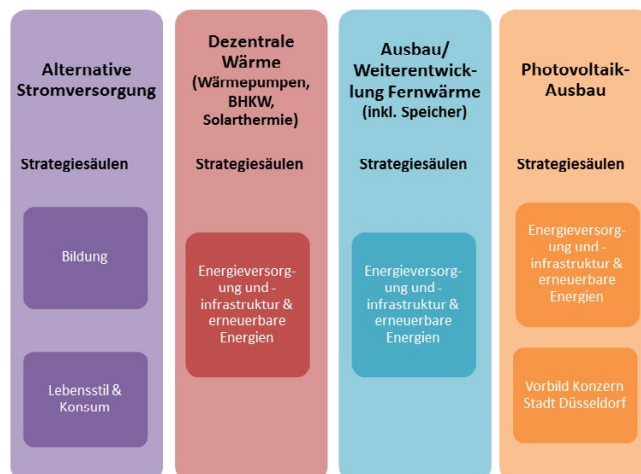 Alternative
Stromversorgung
Strategiesäulen
Bildung
Lebensstil &
Konsum
Dezentrale
Wärme
(Wärmepumpen,
BHKW,
Solarthermie)
Strategiesäulen
Energieversorg-
ung und -
infrastruktur &
erneuerbare
Energien
Ausbau/
Weiterentwick-
lung Fernwärme
(inkl. Speicher)
Strategiesäulen
Energieversorg-
ung und -
infrastruktur &
erneuerbare
Energien
Photovoltaik-
Ausbau
Strategiesäulen
Energieversorg-
ung und -
infrastruktur &
erneuerbare
Energien
Vorbild Konzern
Stadt Düsseldorf